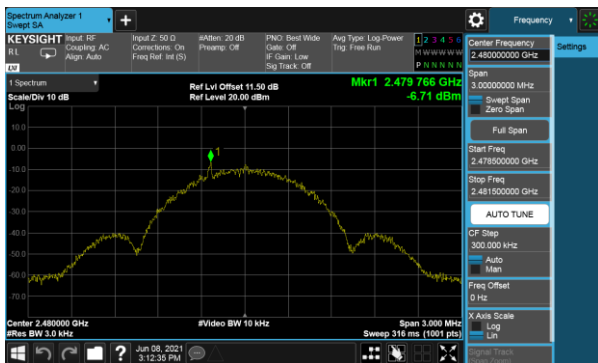 Spectrum Analyzer 1
Swept SA
+
Frequency
KEYSIGHT
RL
LXI
Input: RF
Coupling: AC
Align: Auto
Input Z: 50 Ω
Corrections: On
Freq Ref: Int (S)
#Atten: 20 dB
Preamp: Off
PNO: Best Wide
Gate: Off
IF Gain: Low
Sig Track: Off
Avg Type: Log-Power
Trig: Free Run
1 2 3 4 5 6
M W W W W W
P N N N N N
1 Spectrum
Scale/Div 10 dB
Log
Ref Lvl Offset 11.50 dB
Ref Level 20.00 dBm
Mkr1 2.479 766 GHz
-6.71 dBm
10.0
0.00
-10.0
-20.0
-30.0
-40.0
-50.0
-60.0
-70.0
1
Center 2.480000 GHz
#Res BW 3.0 kHz
#Video BW 10 kHz
Span 3.000 MHz
Sweep 316 ms (1001 pts)
Center Frequency
2.480000000 GHz
Settings
Span
3.00000000 MHz
Swept Span
Zero Span
Full Span
Start Freq
2.478500000 GHz
Stop Freq
2.481500000 GHz
AUTO TUNE
CF Step
300.000 kHz
Auto
Man
Freq Offset
0 Hz
X Axis Scale
Log
Lin
Signal Track
(Span Zoom)
?
Jun 08, 2021
3:12:35 PM